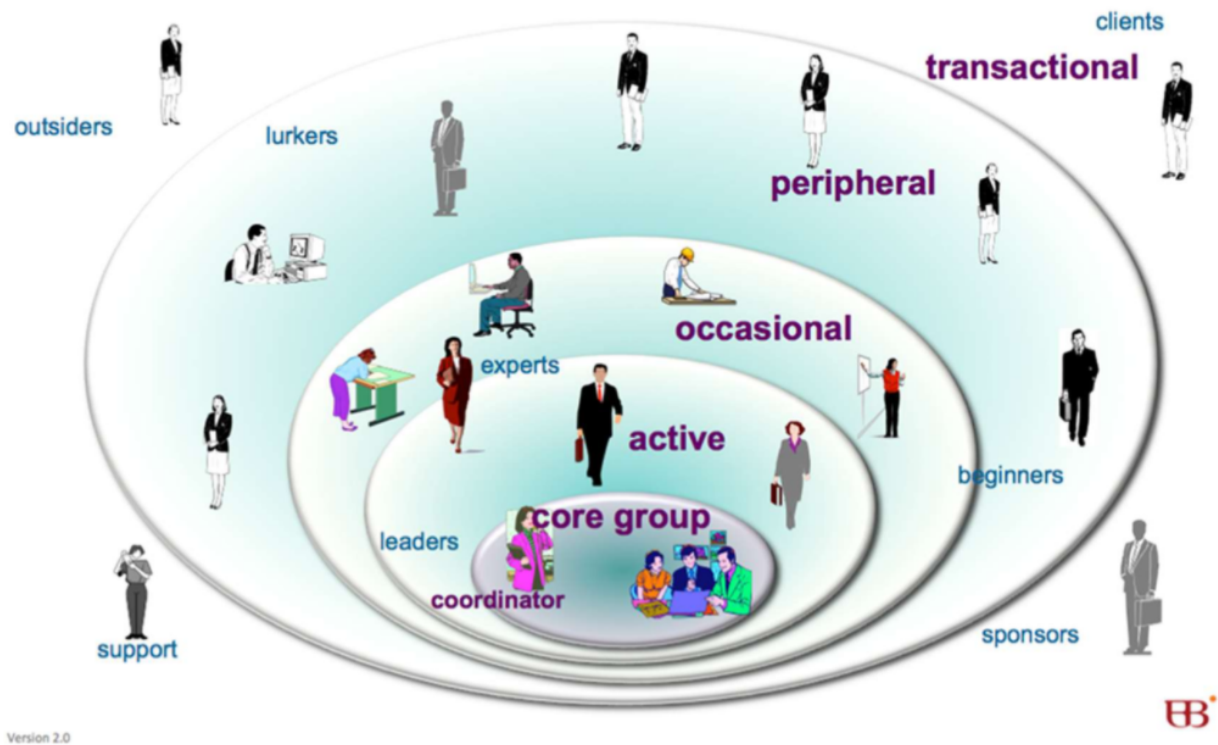 clients
transactional
outsiders
lurkers
peripheral
occasional
experts
active
beginners
core group
leaders
coordinator
sponsors
support
Version 2.0